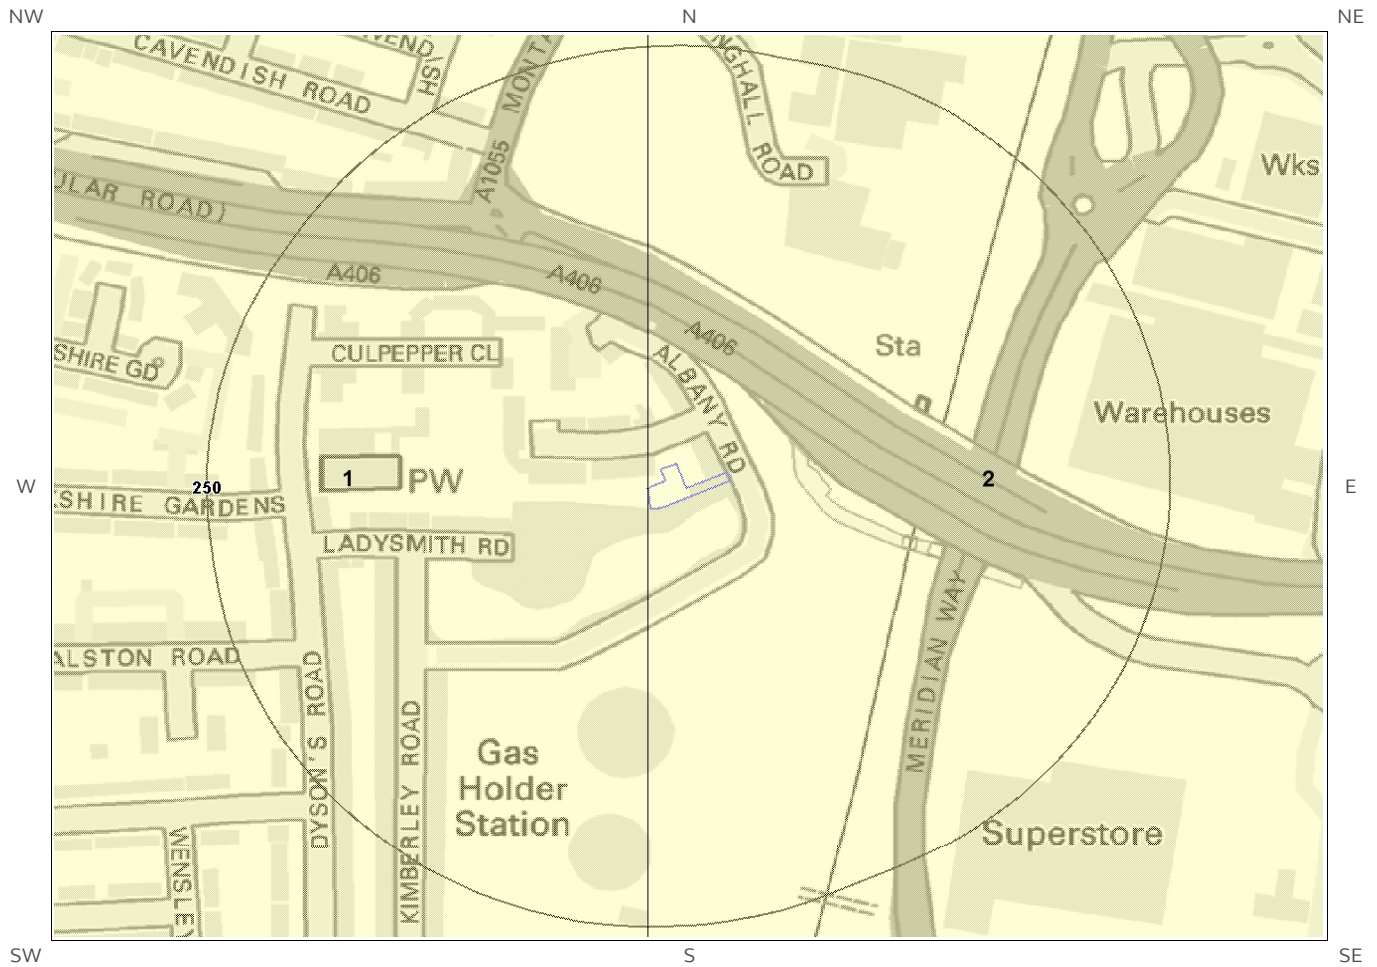 NW
N
NE
CAVENDISH ROAD
VENDISH
MONTA
NGHALL ROAD
A1055
Wks
ULAR ROAD)
A406
A406
A406
Sta
SHIRE GD
CULPEPPER CL
ALBANY RD
Warehouses
W
250
1
PW
2
E
SHIRE GARDENS
LADYSMITH RD
MERIDIAN WAY
ALSTON ROAD
DYSON'S ROAD
KIMBERLEY ROAD
Gas
Holder
Station
Superstore
WENSLEY
SW
S
SE